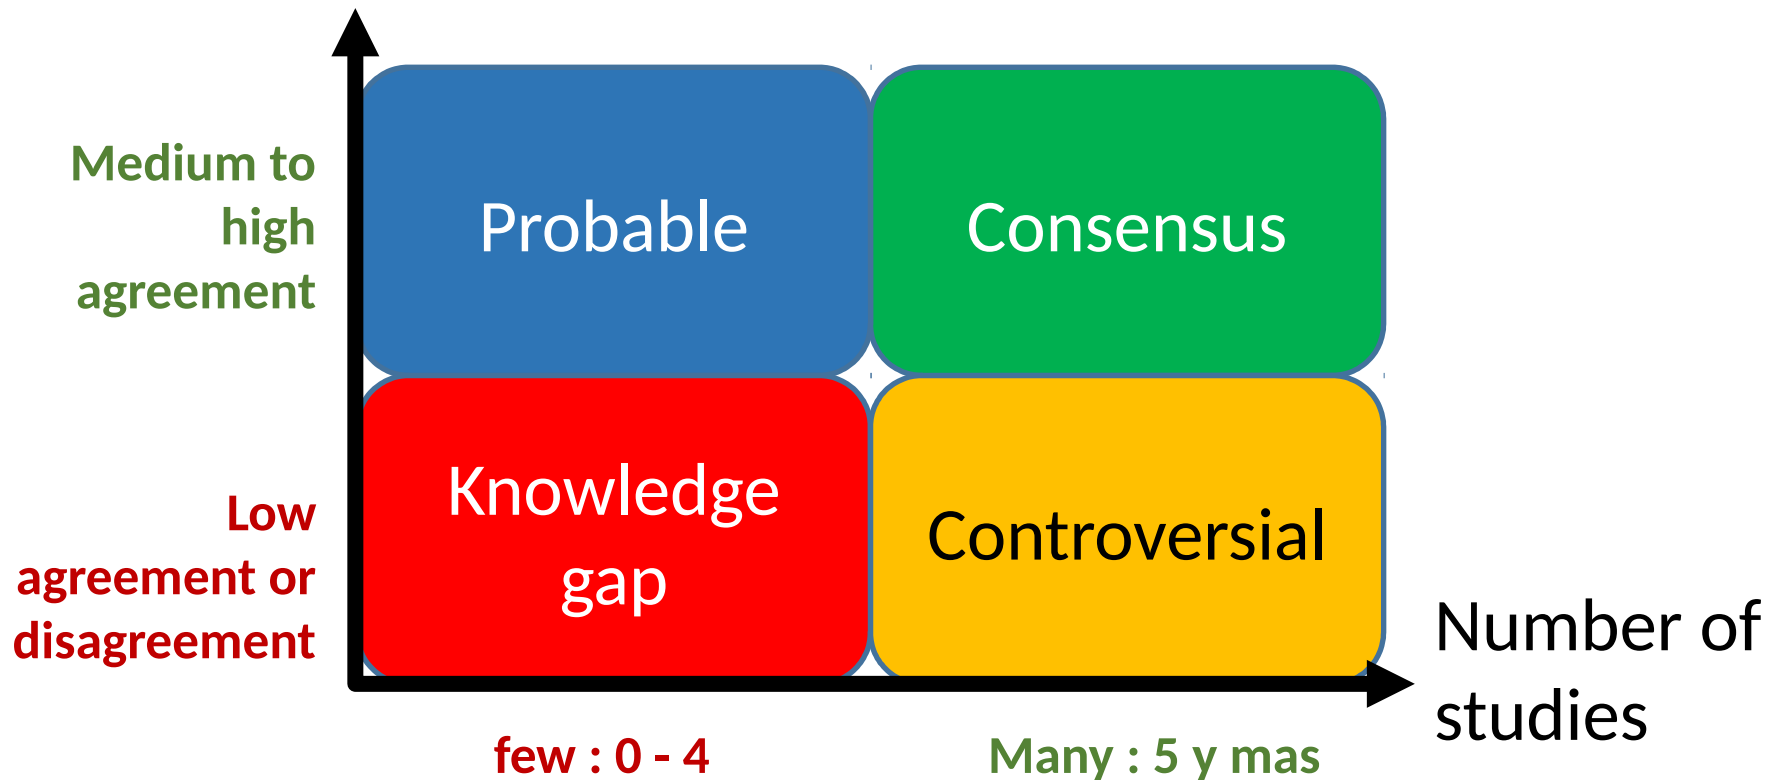 Medium to
high
agreement
Probable
Consensus
Low
agreement or
disagreement
Knowledge
gap
Controversial
Number of
studies
few : 0 - 4
Many : 5 y mas